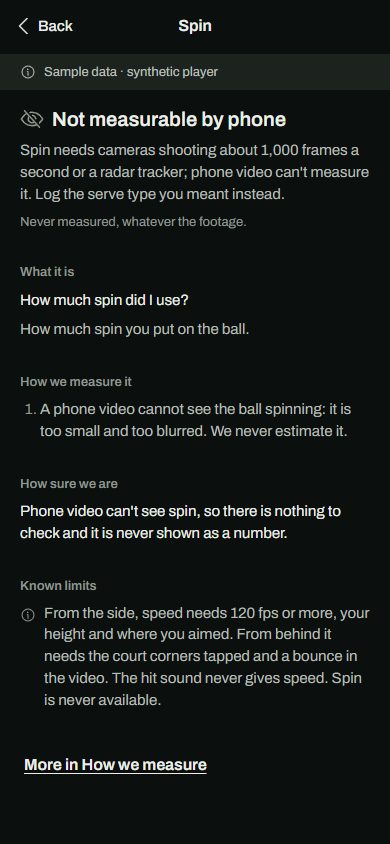 Back
Spin
Sample data · synthetic player
Not measurable by phone
Spin needs cameras shooting about 1,000 frames a
second or a radar tracker; phone video can't measure
it. Log the serve type you meant instead.
Never measured, whatever the footage.
What it is
How much spin did I use?
How much spin you put on the ball.
How we measure it
1. A phone video cannot see the ball spinning: it is
too small and too blurred. We never estimate it.
How sure we are
Phone video can't see spin, so there is nothing to
check and it is never shown as a number.
Known limits
From the side, speed needs 120 fps or more, your
height and where you aimed. From behind it
needs the court corners tapped and a bounce in
the video. The hit sound never gives speed. Spin
is never available.
More in How we measure